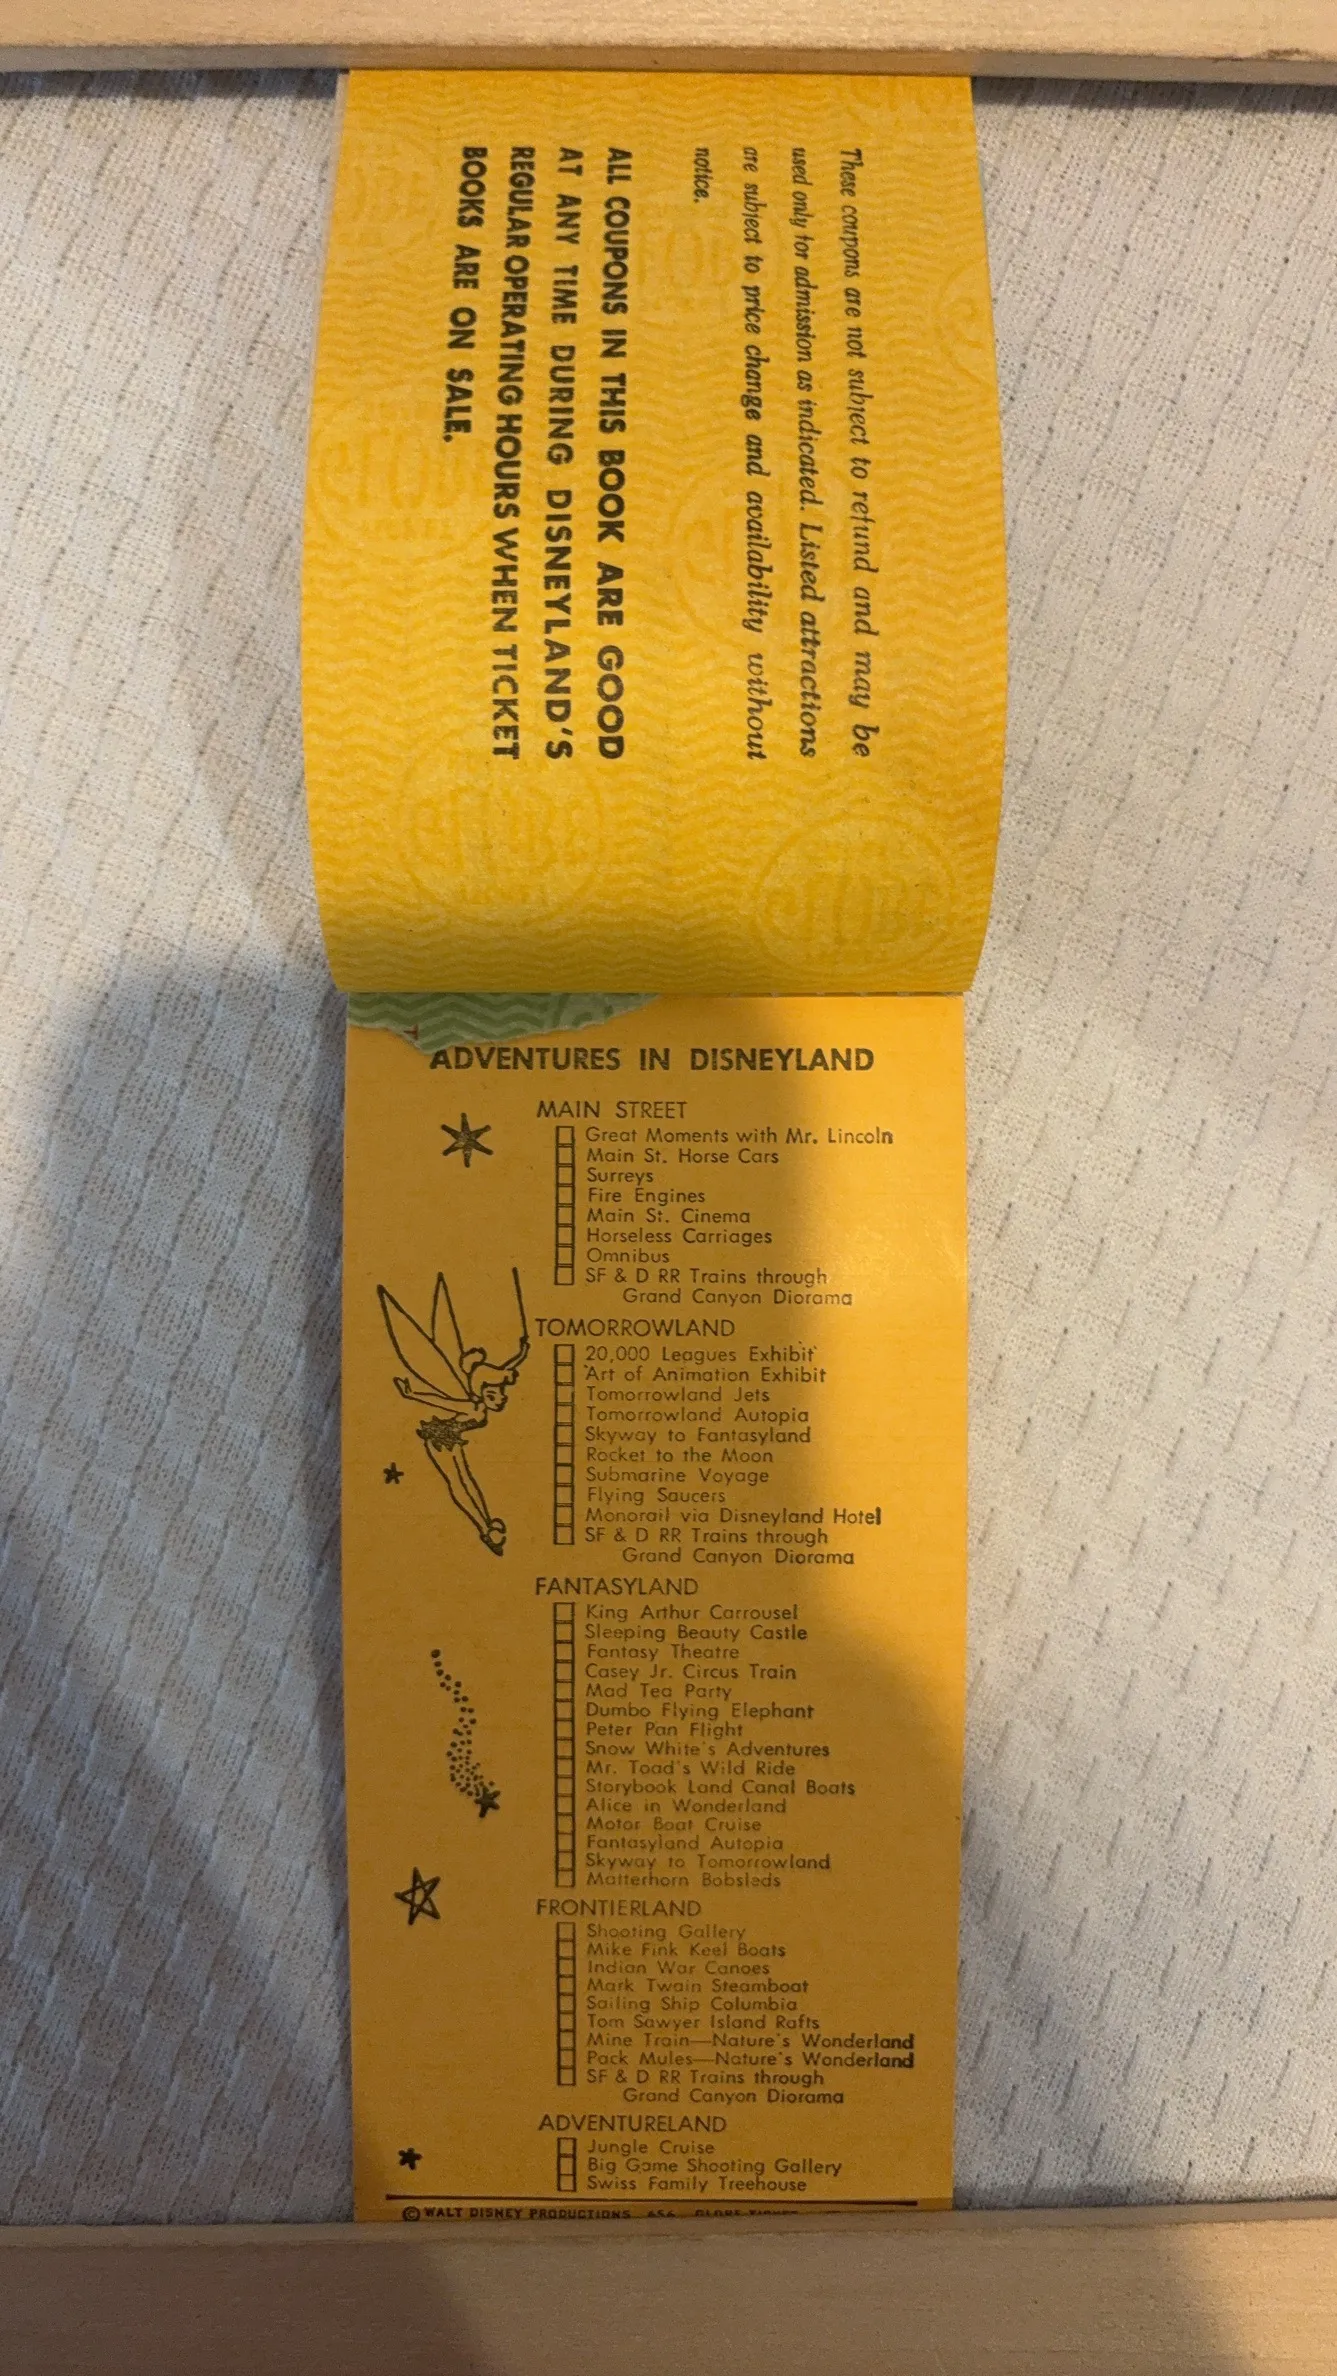 These coupons are not subject to refund and may be
used only for admission as indicated. Listed attractions
are subject to price change and availability without
notice.
ALL COUPONS IN THIS BOOK ARE GOOD
AT ANY TIME DURING DISNEYLAND'S
REGULAR OPERATING HOURS WHEN TICKET
BOOKS ARE ON SALE.
ADVENTURES IN DISNEYLAND
MAIN STREET
Great Moments with Mr. Lincoln
Main St. Horse Cars
Surreys
Fire Engines
Main St. Cinema
Horseless Carriages
Omnibus
SF & D RR Trains through
Grand Canyon Diorama
TOMORROWLAND
20,000 Leagues Exhibit
Art of Animation Exhibit
Tomorrowland Jets
Tomorrowland Autopia
Skyway to Fantasyland
Rocket to the Moon
Submarine Voyage
Flying Saucers
Monorail via Disneyland Hotel
SF & D RR Trains through
Grand Canyon Diorama
FANTASYLAND
King Arthur Carrousel
Sleeping Beauty Castle
Fantasy Theatre
Casey Jr. Circus Train
Mad Tea Party
Dumbo Flying Elephant
Peter Pan Flight
Snow White's Adventures
Mr. Toad's Wild Ride
Storybook Land Canal Boats
Alice in Wonderland
Motor Boat Cruise
Fantasyland Autopia
Skyway to Tomorrowland
Matterhorn Bobsleds
FRONTIERLAND
Shooting Gallery
Mike Fink Keel Boats
Indian War Canoes
Mark Twain Steamboat
Sailing Ship Columbia
Tom Sawyer Island Rafts
Mine Train—Nature's Wonderland
Pack Mules—Nature's Wonderland
SF & D RR Trains through
Grand Canyon Diorama
ADVENTURELAND
Jungle Cruise
Big Game Shooting Gallery
Swiss Family Treehouse
© WALT DISNEY PRODUCTIONS